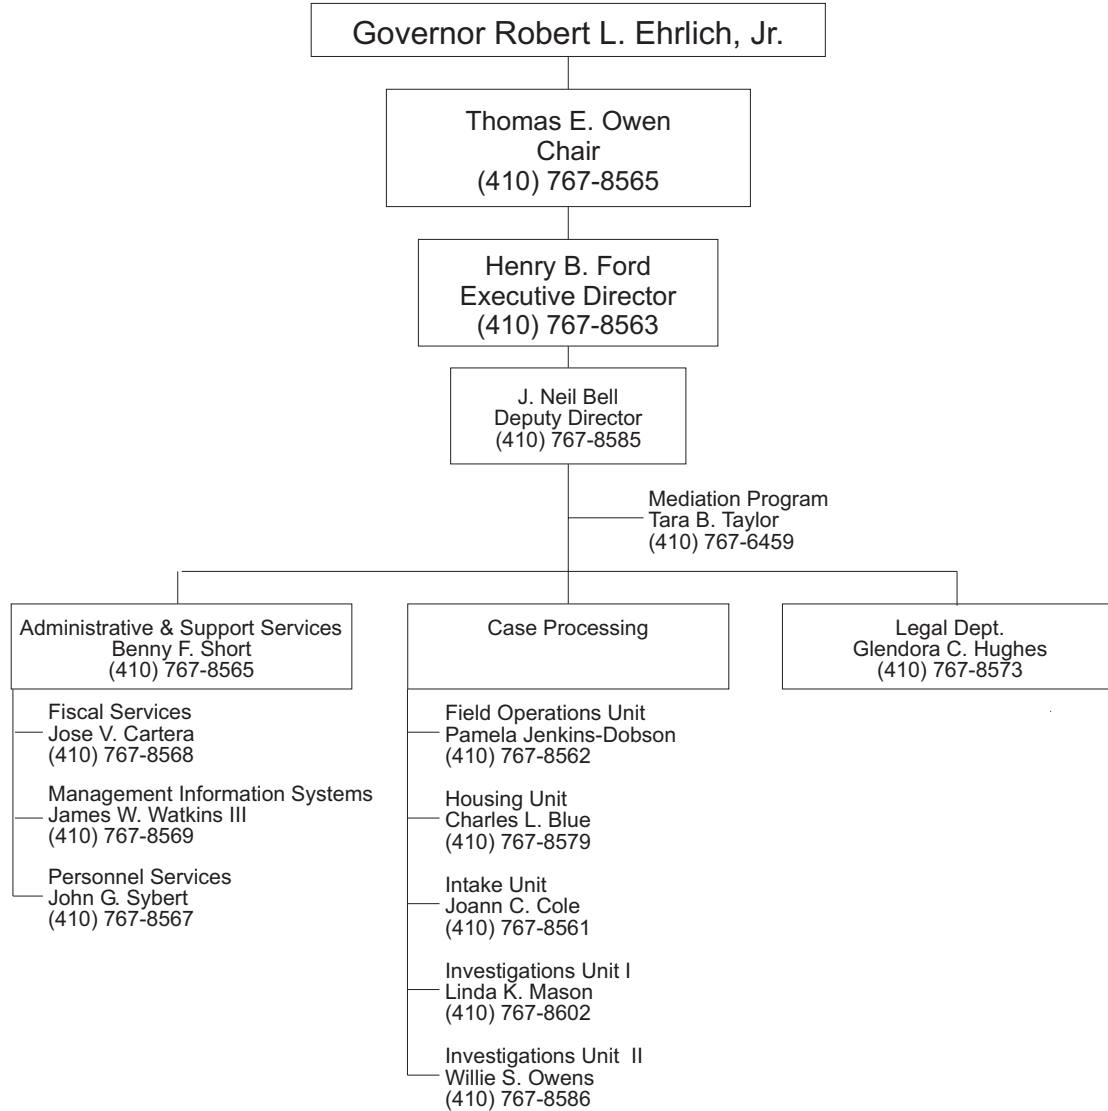 Governor Robert L. Ehrlich, Jr.
Thomas E. Owen
Chair
(410) 767-8565
Henry B. Ford
Executive Director
(410) 767-8563
J. Neil Bell
Deputy Director
(410) 767-8585
Mediation Program
Tara B. Taylor
(410) 767-6459
Administrative & Support Services
Benny F. Short
(410) 767-8565
Fiscal Services
Jose V. Cartera
(410) 767-8568
Management Information Systems
James W. Watkins III
(410) 767-8569
Personnel Services
John G. Sybert
(410) 767-8567
Case Processing
Field Operations Unit
Pamela Jenkins-Dobson
(410) 767-8562
Housing Unit
Charles L. Blue
(410) 767-8579
Intake Unit
Joann C. Cole
(410) 767-8561
Investigations Unit I
Linda K. Mason
(410) 767-8602
Investigations Unit II
Willie S. Owens
(410) 767-8586
Legal Dept.
Glendora C. Hughes
(410) 767-8573